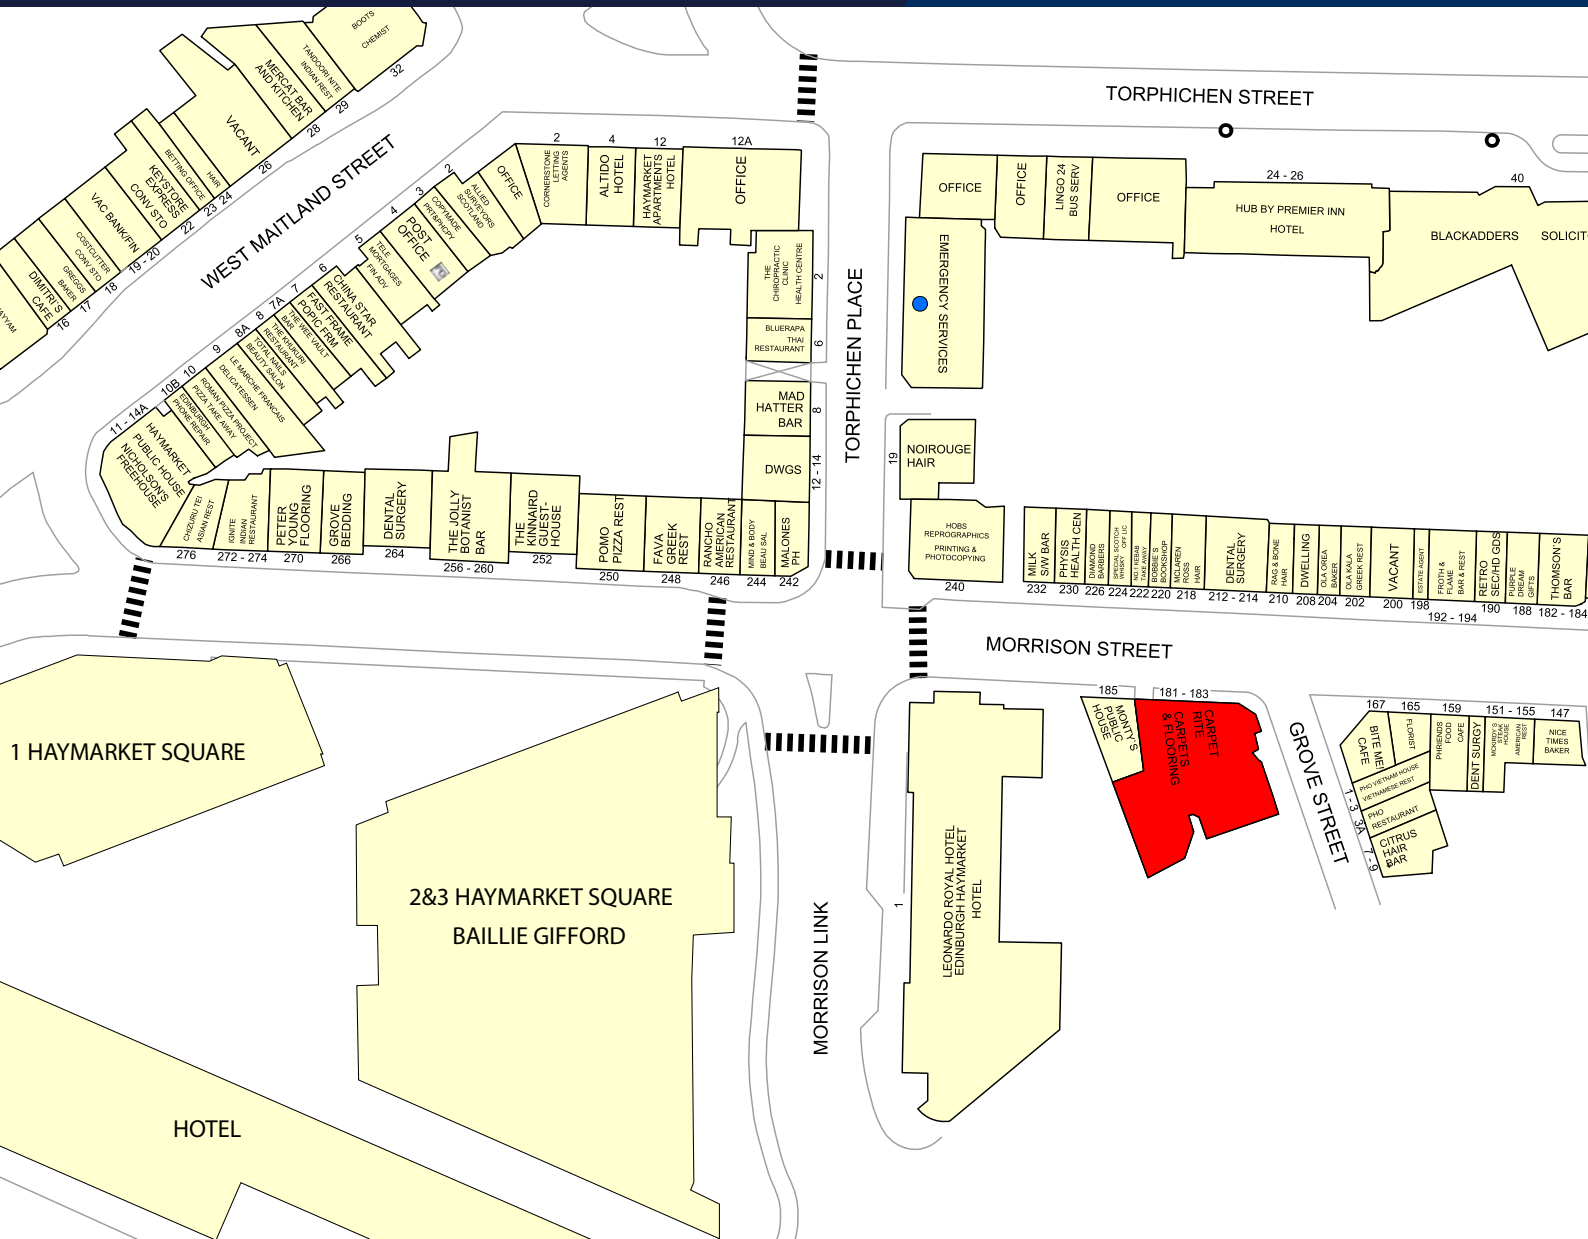 BOOTS
CHEMIST
32
TANDOORI NITE
INDIAN REST
29
MERCAT BAR
AND KITCHEN
28
VACANT
26
HAIR
24
BETTING OFFICE
23
KEYSTORE
EXPRESS
CONV STO
22
VAC BANK/FIN
19 - 20
COSTCUTTER
CONV STO
18
GREGGS
BAKER
17
DIMITRI'S
CAFE
16
AYYAM
WEST MAITLAND STREET
TORPHICHEN STREET
2
CORNERSTONE
LETTING
AGENTS
4
ALTIDO
HOTEL
12
HAYMARKET
APARTMENTS
HOTEL
12A
OFFICE
OFFICE
2
ALLIED
SURVEYORS
SCOTLAND
3
COPYMADE
PRT&PHCPY
4
POST
OFFICE
5
TELE
MORTGAGES
FIN ADV
6
CHINA STAR
RESTAURANT
7
FAST FRAME
POPIC FRM
7A
THE WEE VAULT
BAR
8
THE KHUKURI
RESTAURANT
8A
TOTAL NAILS
BEAUTY SALON
9
LE MARCHE FRANCAIS
DELICATESSEN
10
ROMAN PIZZA PROJECT
PIZZA TAKE AWAY
10B
EDINBURGH
PHONE REPAIR
11 - 14A
HAYMARKET
PUBLIC HOUSE
NICHOLSON'S
FREEHOUSE
THE
CHIROPRACTIC
CLINIC
HEALTH CENTRE
2
BLUERAPA
THAI
RESTAURANT
6
MAD
HATTER
BAR
8
DWGS
12 - 14
TORPHICHEN PLACE
OFFICE
OFFICE
LINGO 24
BUS SERV
OFFICE
24 - 26
HUB BY PREMIER INN
HOTEL
40
BLACKADDERS
SOLICIT
EMERGENCY SERVICES
19
NOIROUGE
HAIR
HOBS
REPROGRAPHICS
PRINTING &
PHOTOCOPYING
240
CHIZURU TEI
ASIAN REST
276
IGNITE
INDIAN
RESTAURANT
272 - 274
PETER
YOUNG
FLOORING
270
GROVE
BEDDING
266
DENTAL
SURGERY
264
THE JOLLY
BOTANIST
BAR
256 - 260
THE
KINNAIRD
GUEST-
HOUSE
252
POMO
PIZZA REST
250
FAVA
GREEK
REST
248
RANCHO
AMERICAN
RESTAURANT
246
MIND & BODY
BEAU SAL
244
MALONES
PH
242
MILK
S/W BAR
232
PHYSIS
HEALTH CEN
230
DIAMOND
BARBERS
226
SPECIAL SCOTCH
WHISKY OFF LIC
224
NO.1 KEBAB
TAKE AWAY
222
BOBBIE'S
BOOKSHOP
220
MCLAREN
ROSS
HAIR
218
DENTAL
SURGERY
212 - 214
RAG & BONE
HAIR
210
DWELLING
208
OLA OREA
BAKER
204
OLA KALA
GREEK REST
202
VACANT
200
ESTATE AGENT
198
FROTH &
FLAME
BAR & REST
192 - 194
RETRO
SEC/HD GDS
190
PURPLE
DREAM
GIFTS
188
THOMSON'S
BAR
182 - 184
MORRISON STREET
185
MONTY'S
PUBLIC
HOUSE
181 - 183
CARPET
RITE
CARPETS
& FLOORING
GROVE STREET
167
BITE ME!
CAFE
165
FLORIST
159
PHRIENDS
FOOD
CAFE
DENT SURGY
151 - 155
STEAK
HOUSE
AMERICAN
REST
147
NICE
TIMES
BAKER
PHO VIETNAM HOUSE
VIETNAMESE REST
1 - 3
PHO
RESTAURANT
3A
CITRUS
HAIR
BAR
7 - 9
1 HAYMARKET SQUARE
2&3 HAYMARKET SQUARE
BAILLIE GIFFORD
HOTEL
MORRISON LINK
1
LEONARDO ROYAL HOTEL
EDINBURGH HAYMARKET
HOTEL